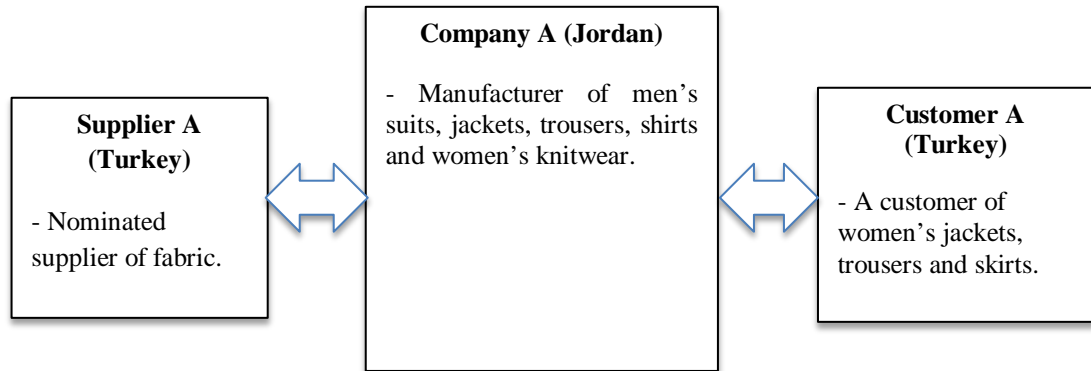 Supplier A
(Turkey)
- Nominated
supplier of fabric.
Company A (Jordan)
- Manufacturer of men’s
suits, jackets, trousers, shirts
and women’s knitwear.
Customer A
(Turkey)
- A customer of
women’s jackets,
trousers and skirts.